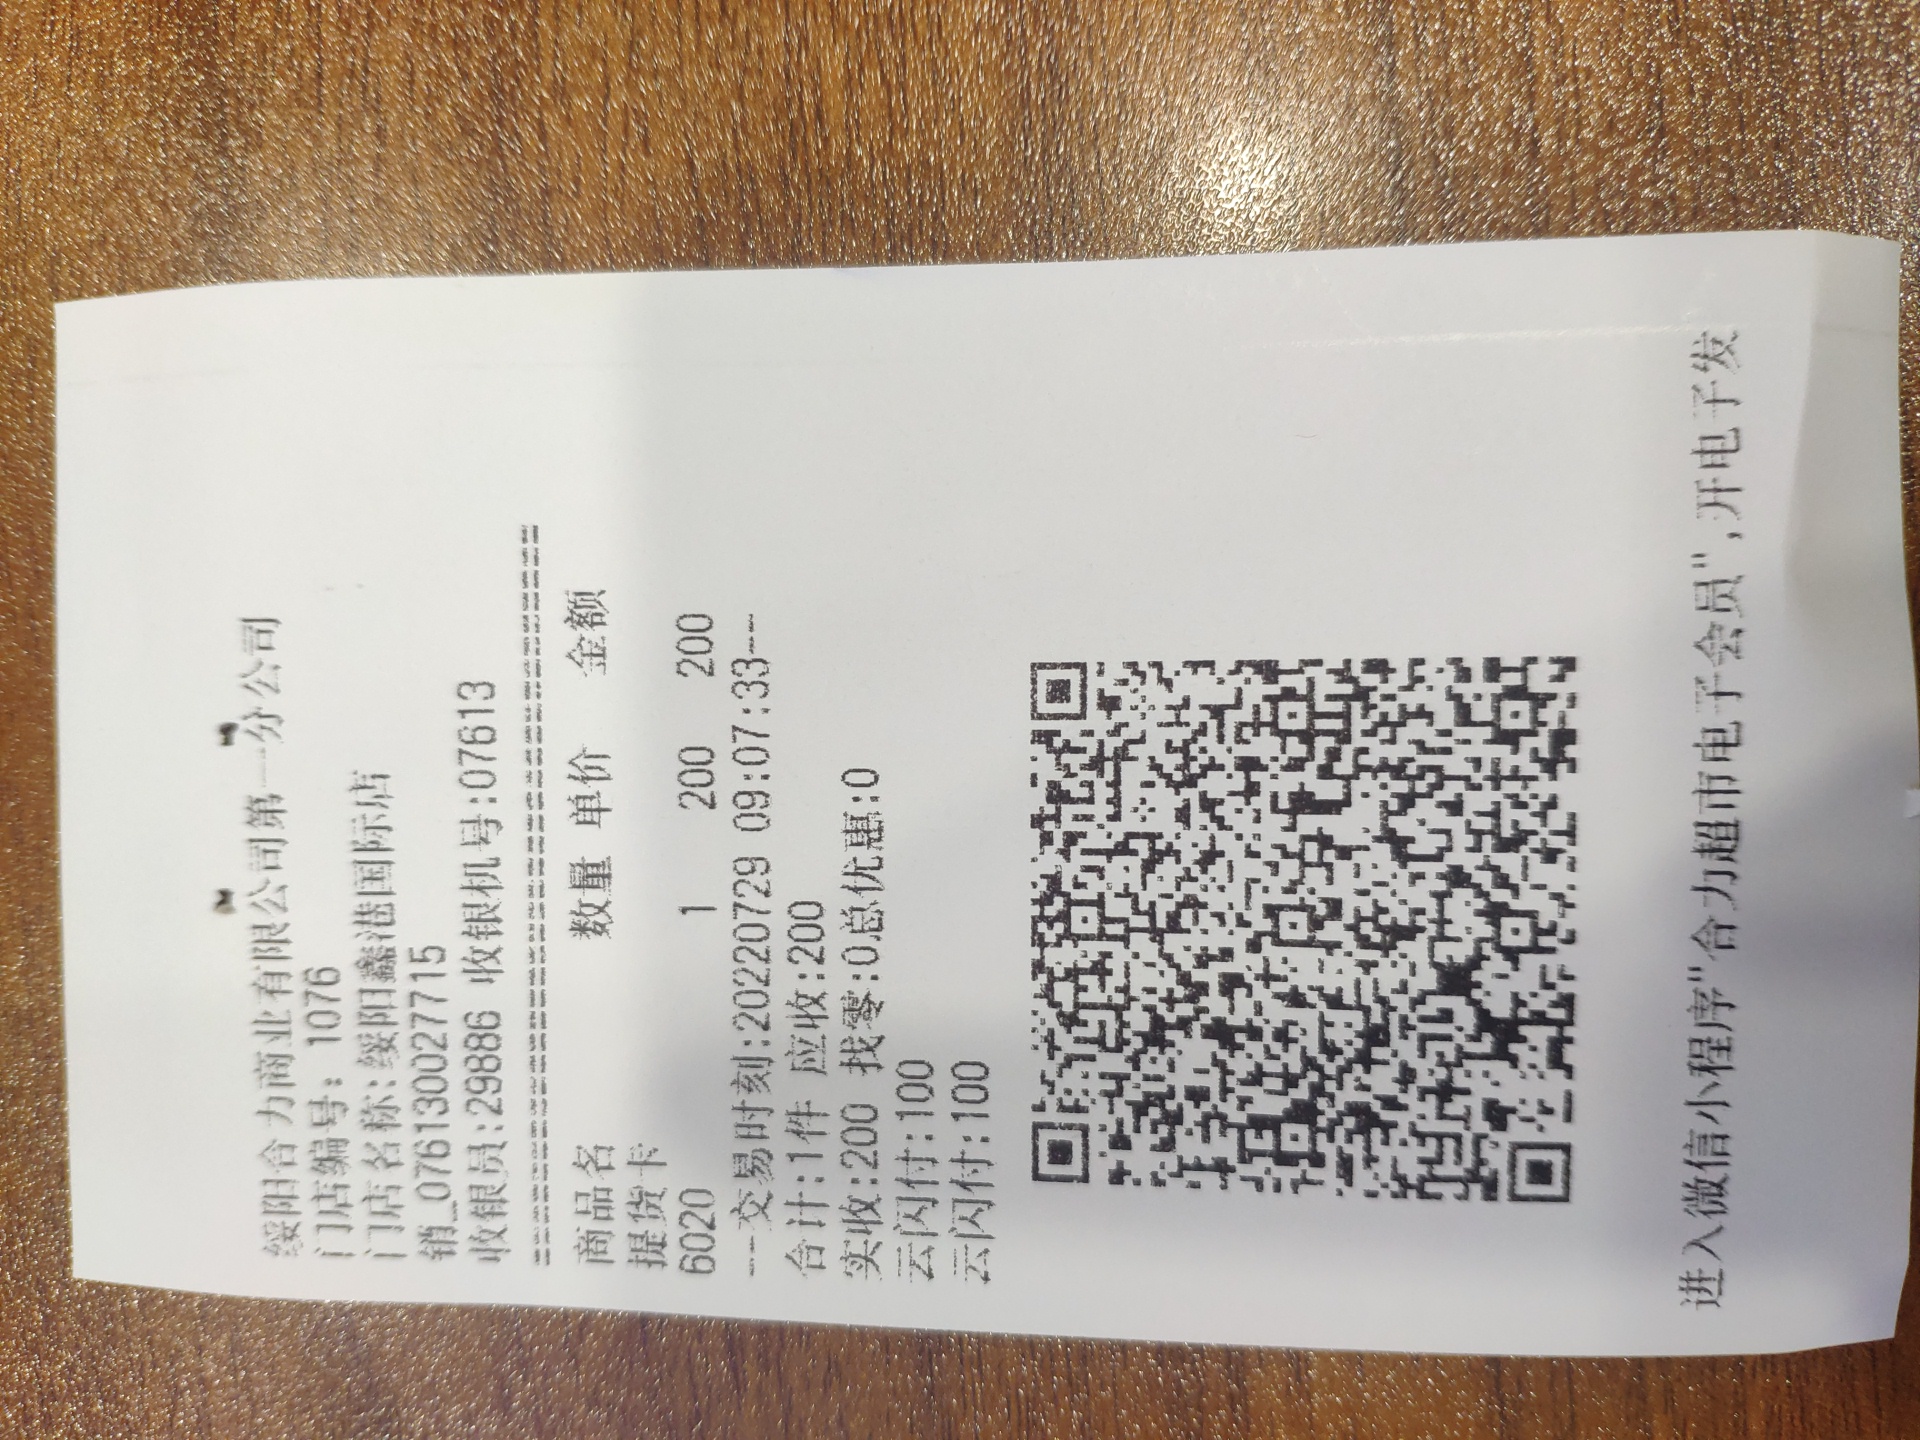 绥阳合力商业有限公司第一分公司
门店编号: 1076
门店名称:绥阳鑫港国际店
销_0761300277​15
收银员:29886 收银机号:07613
商品名 数量 单价 金额
提货卡
6020 1 200 200
---交易时刻:20220729 09:07:33---
合计:1件 应收:200
实收:200 找零:0总优惠:0
云闪付:100
云闪付:100
进入微信小程序"合力超市电子会员",开电子发